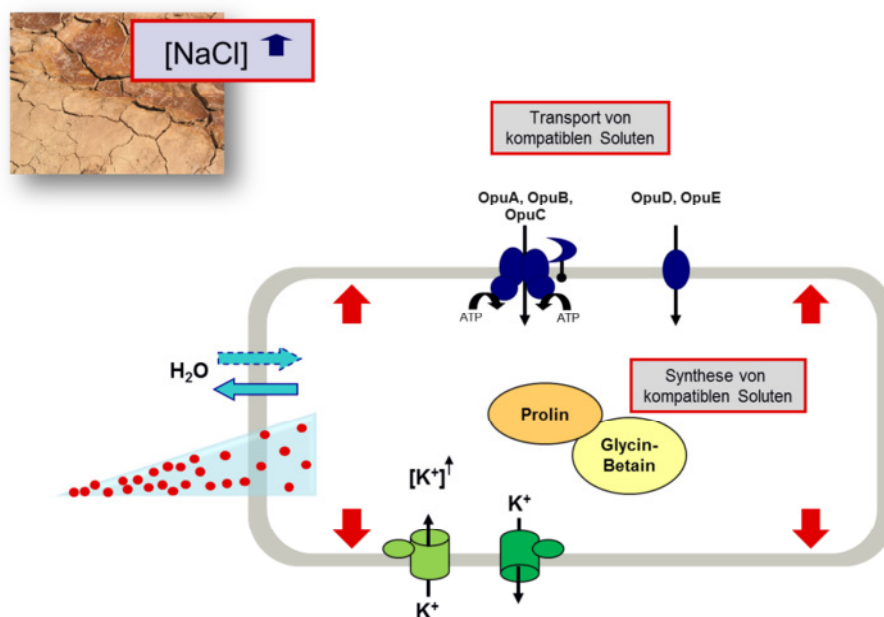 [NaCl]
Transport von
kompatiblen Soluten
OpuA, OpuB,
OpuC
OpuD, OpuE
ATP
ATP
H₂O
Synthese von
kompatiblen Soluten
Prolin
Glycin-
Betain
[K⁺]
K⁺
K⁺